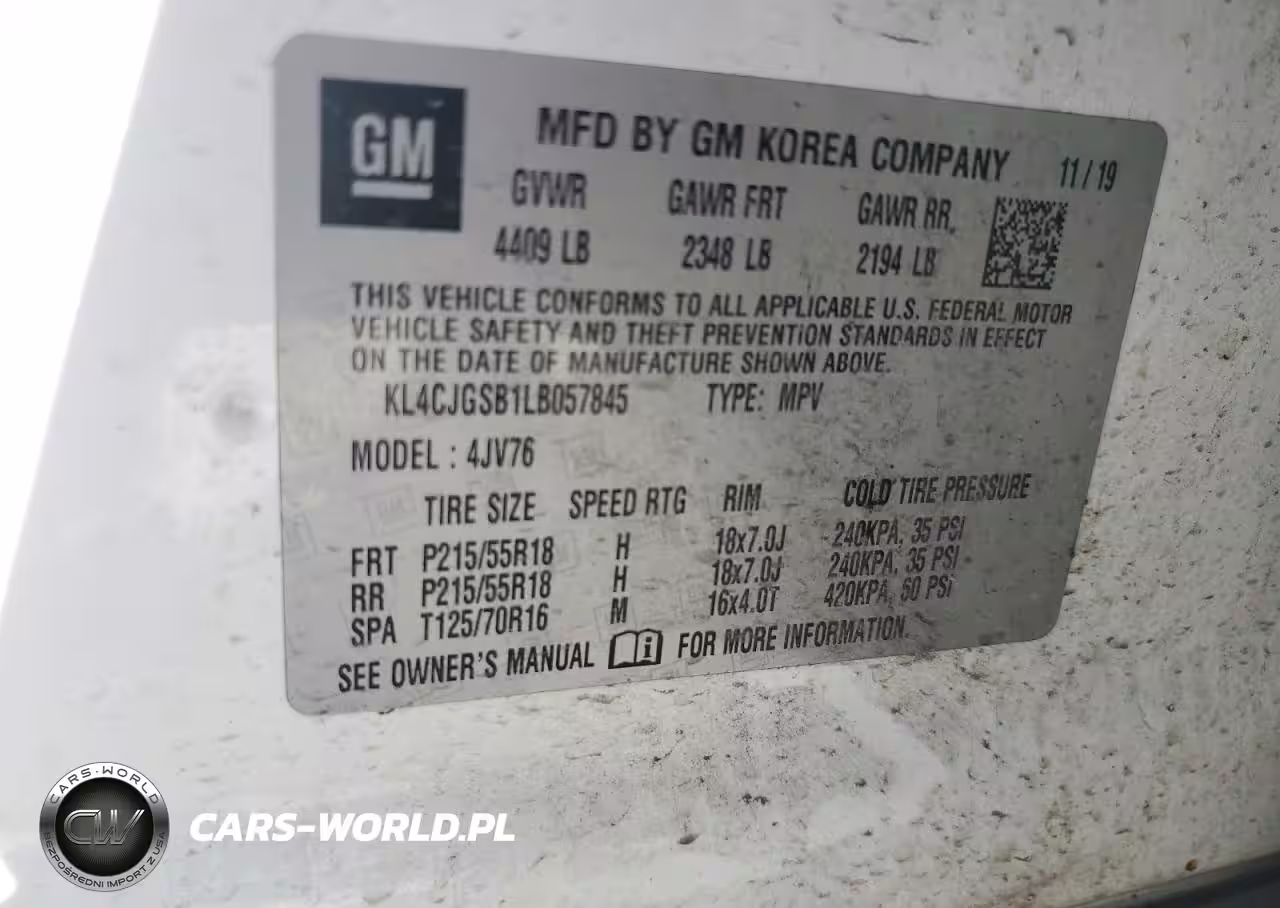 GM
MFD BY GM KOREA COMPANY 11/19
GVWR GAWR FRT GAWR RR
4409 LB 2348 LB 2194 LB
THIS VEHICLE CONFORMS TO ALL APPLICABLE U.S. FEDERAL MOTOR
VEHICLE SAFETY AND THEFT PREVENTION STANDARDS IN EFFECT
ON THE DATE OF MANUFACTURE SHOWN ABOVE.
KL4CJGSB1LB057845 TYPE: MPV
MODEL : 4JV76
TIRE SIZE SPEED RTG RIM COLD TIRE PRESSURE
FRT P215/55R18 H 18x7.0J 240KPA, 35 PSI
RR P215/55R18 H 18x7.0J 240KPA, 35 PSI
SPA T125/70R16 M 16x4.0T 420KPA, 60 PSI
SEE OWNER'S MANUAL i FOR MORE INFORMATION.
CARS-WORLD
CW
BEZPOŚREDNI IMPORT Z USA
CARS-WORLD.PL